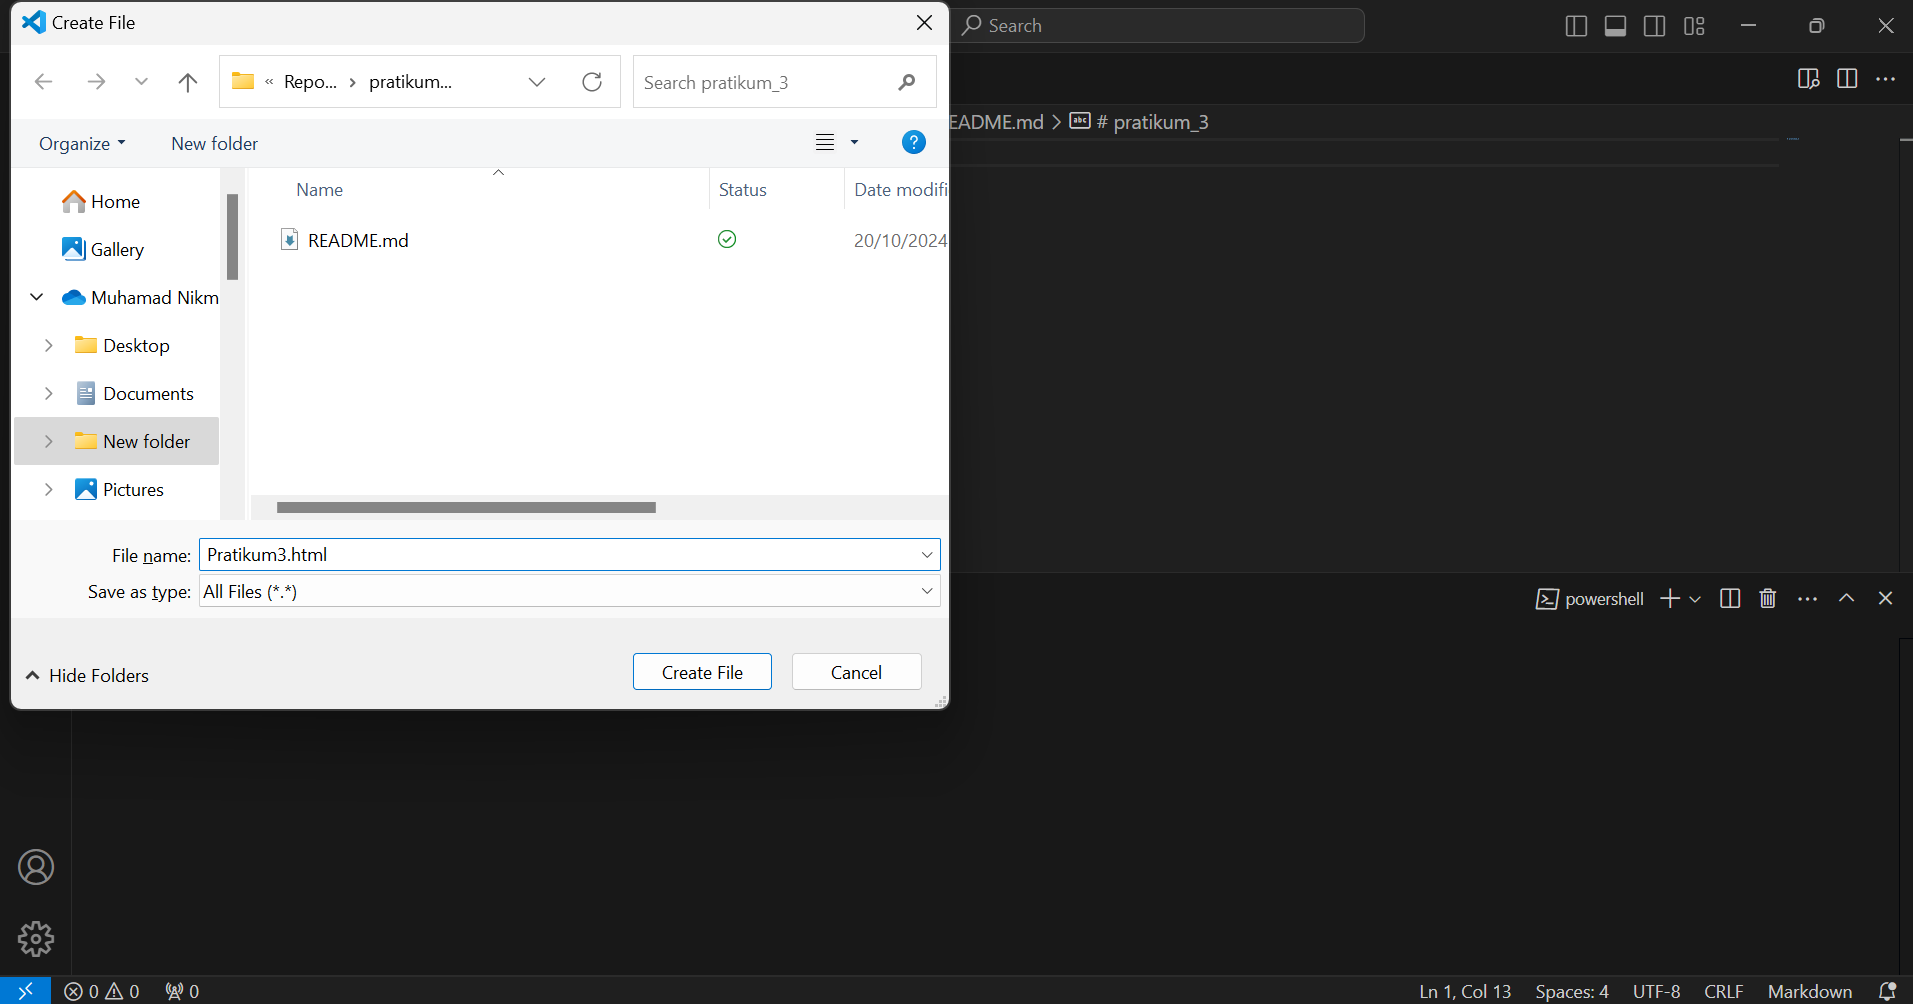 Create File
Search
« Repo... > pratikum...
Search pratikum_3
Organize
New folder
EADME.md > # pratikum_3
Name
Status
Date modifi
Home
README.md
20/10/2024
Gallery
Muhamad Nikm
Desktop
Documents
New folder
Pictures
File name: Pratikum3.html
Save as type: All Files (*.*)
powershell
Hide Folders
Create File
Cancel
0 0 0
Ln 1, Col 13 Spaces: 4 UTF-8 CRLF Markdown